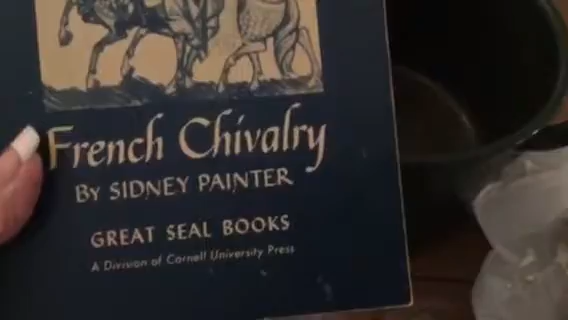 French Chivalry
BY SIDNEY PAINTER
GREAT SEAL BOOKS
A Division of Cornell University Press